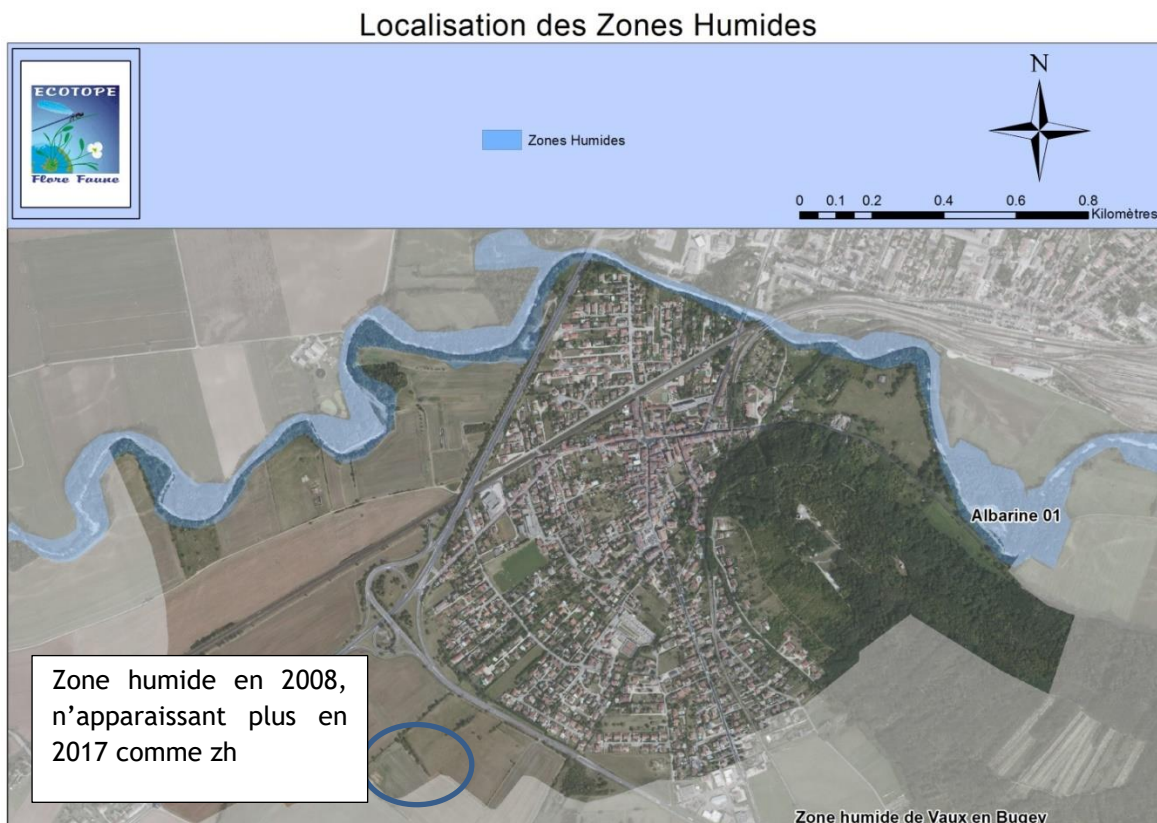 Localisation des Zones Humides
ECOTOPE
Flore Faune
Zones Humides
N
0 0.1 0.2 0.4 0.6 0.8
Kilomètres
Albarine 01
Zone humide en 2008,
n’apparaissant plus en
2017 comme zh
Zone humide de Vaux en Bugey